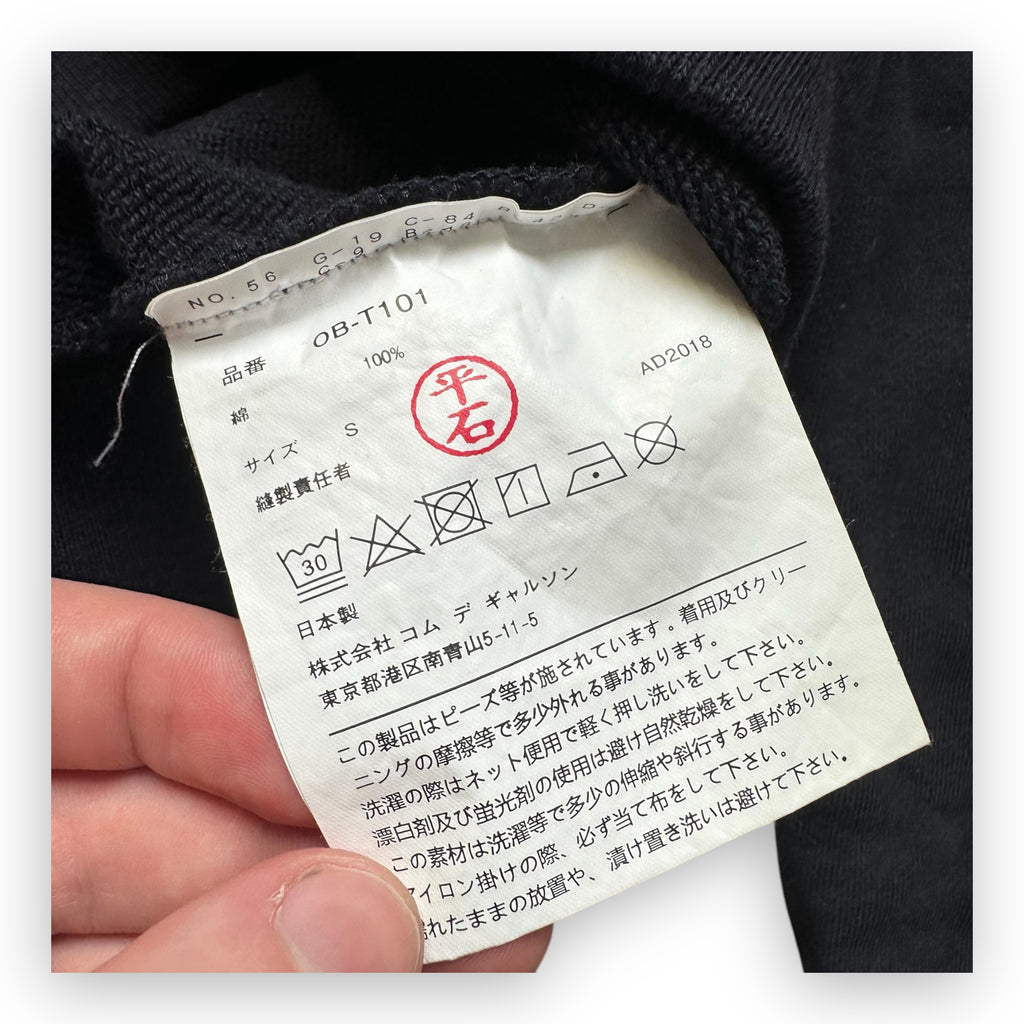 NO. 56 G-19 C-84
品番 OB-T101
綿 100%
AD2018
サイズ S
縫製責任者
平石
30
日本製
株式会社 コム デ ギャルソン
東京都港区南青山5-11-5
この製品はビーズ等が施されています。着用及びクリー
ニングの摩擦等で多少外れる事があります。
洗濯の際はネット使用で軽く押し洗いをして下さい。
漂白剤及び蛍光剤の使用は避け自然乾燥をして下さい。
この素材は洗濯等で多少の伸縮や斜行する事があります。
イロン掛けの際、必ず当て布をして下さい。
れたままの放置や、漬け置き洗いは避けて下さい。